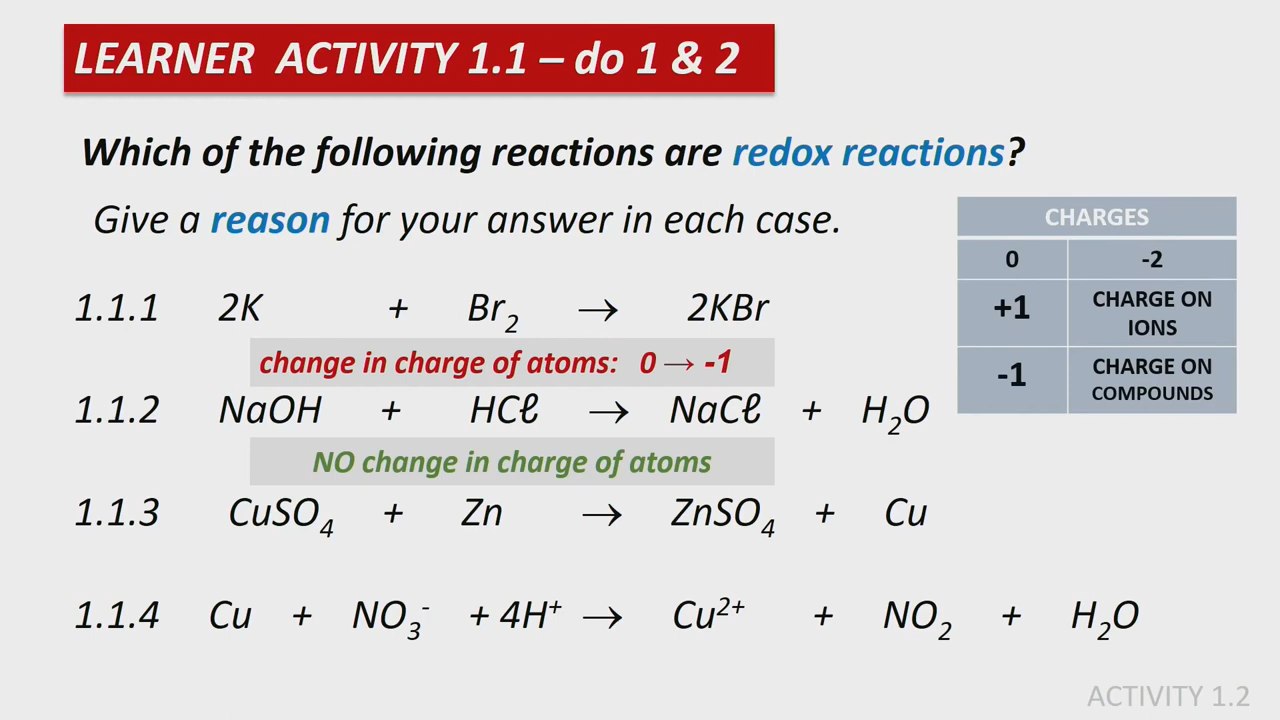 LEARNER ACTIVITY 1.1 – do 1 & 2
Which of the following reactions are redox reactions?
Give a reason for your answer in each case.
CHARGES
0 -2
+1 CHARGE ON IONS
-1 CHARGE ON COMPOUNDS
1.1.1 2K + Br₂ → 2KBr
change in charge of atoms: 0 → -1
1.1.2 NaOH + HCℓ → NaCℓ + H₂O
NO change in charge of atoms
1.1.3 CuSO₄ + Zn → ZnSO₄ + Cu
1.1.4 Cu + NO₃⁻ + 4H⁺ → Cu²⁺ + NO₂ + H₂O
ACTIVITY 1.2